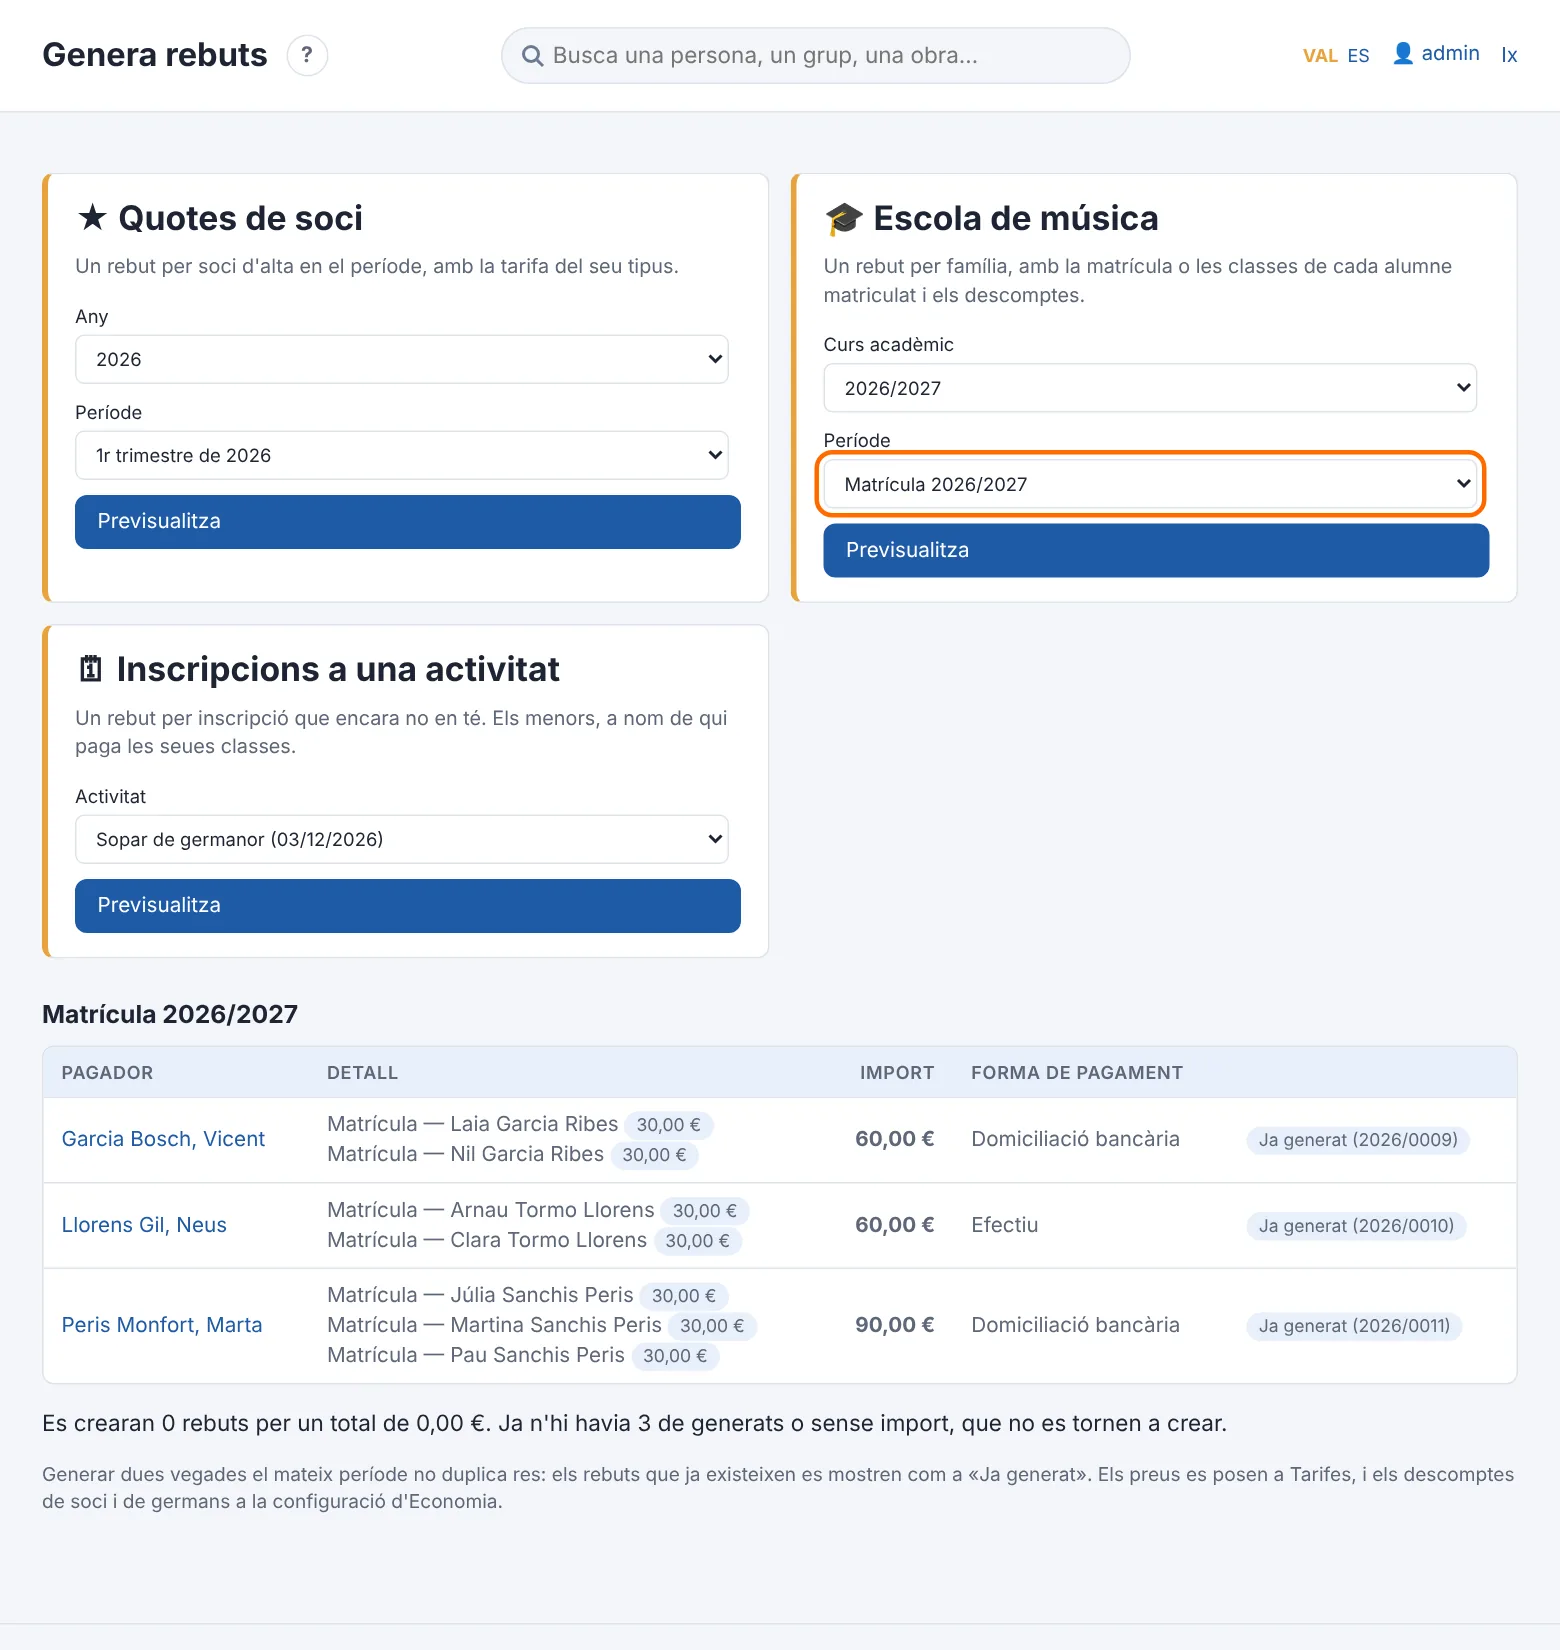 Genera rebuts ?
Busca una persona, un grup, una obra...
VAL ES admin Ix
★ Quotes de soci
Un rebut per soci d'alta en el període, amb la tarifa del seu tipus.
Any
2026
Període
1r trimestre de 2026
Previsualitza
Escola de música
Un rebut per família, amb la matrícula o les classes de cada alumne
matriculat i els descomptes.
Curs acadèmic
2026/2027
Període
Matrícula 2026/2027
Previsualitza
Inscripcions a una activitat
Un rebut per inscripció que encara no en té. Els menors, a nom de qui
paga les seues classes.
Activitat
Sopar de germanor (03/12/2026)
Previsualitza
Matrícula 2026/2027
PAGADOR DETALL IMPORT FORMA DE PAGAMENT
Garcia Bosch, Vicent
Matrícula — Laia Garcia Ribes 30,00 €
Matrícula — Nil Garcia Ribes 30,00 €
60,00 € Domiciliació bancària Ja generat (2026/0009)
Llorens Gil, Neus
Matrícula — Arnau Tormo Llorens 30,00 €
Matrícula — Clara Tormo Llorens 30,00 €
60,00 € Efectiu Ja generat (2026/0010)
Peris Monfort, Marta
Matrícula — Júlia Sanchis Peris 30,00 €
Matrícula — Martina Sanchis Peris 30,00 €
Matrícula — Pau Sanchis Peris 30,00 €
90,00 € Domiciliació bancària Ja generat (2026/0011)
Es crearan 0 rebuts per un total de 0,00 €. Ja n'hi havia 3 de generats o sense import, que no es tornen a crear.
Generar dues vegades el mateix període no duplica res: els rebuts que ja existeixen es mostren com a «Ja generat». Els preus es posen a Tarifes, i els descomptes
de soci i de germans a la configuració d'Economia.